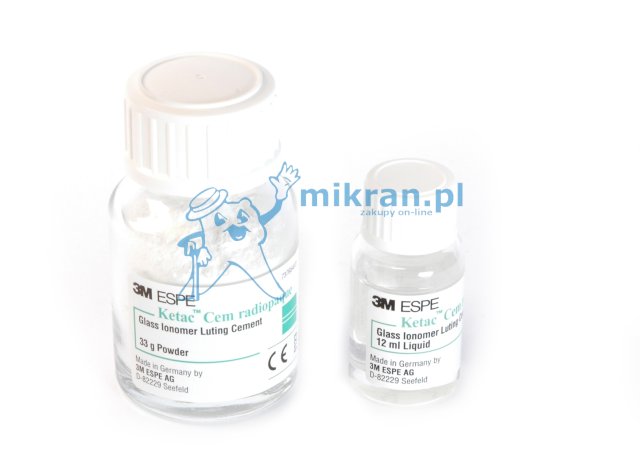 mikran.pl
zakupy on-line
3M ESPE
Ketac™ Cem radiopaque
Glass Ionomer Luting Cement
33 g Powder
CE
Made in Germany by
3M ESPE AG
D-82229 Seefeld
3M ESPE
Ketac™ Cem
Glass Ionomer Luting
12 ml Liquid
Made in Germany by
3M ESPE AG
D-82229 Seefeld